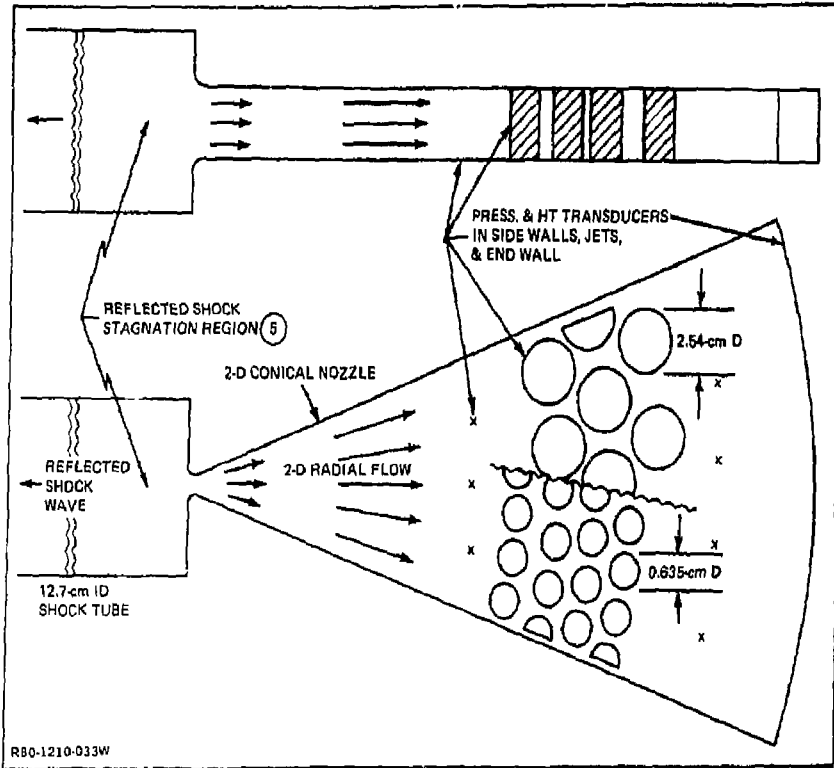 PRESS. & HT TRANSDUCERS
IN SIDE WALLS, JETS,
& END WALL
REFLECTED SHOCK
STAGNATION REGION 5
2.54-cm D
2-D CONICAL NOZZLE
x
x
2-D RADIAL FLOW
REFLECTED
SHOCK
WAVE
x
x
x
x
0.635-cm D
12.7-cm ID
SHOCK TUBE
x
R80-1210-033W